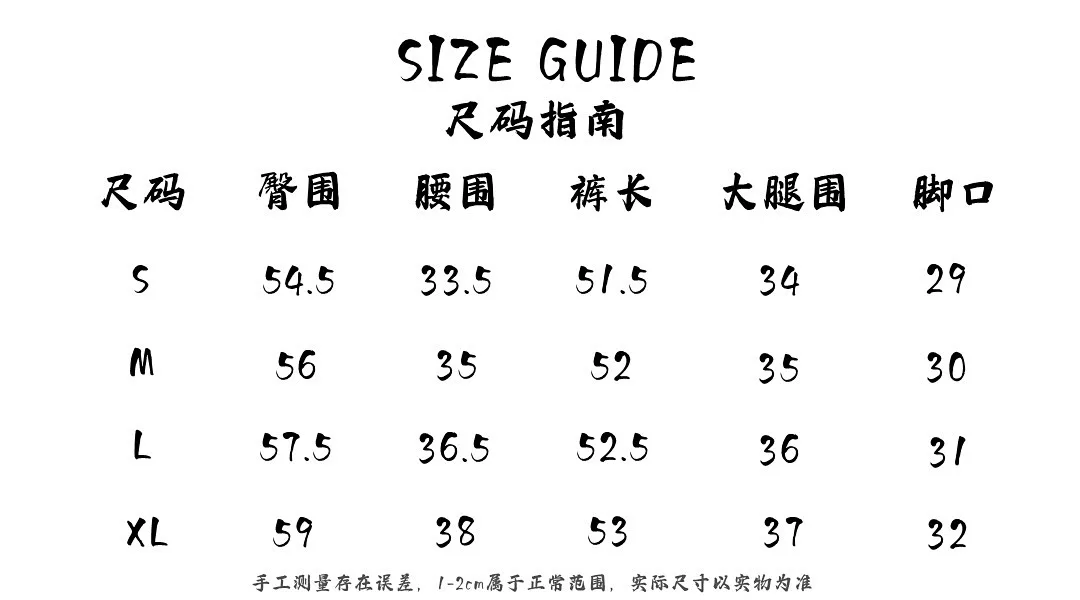 SIZE GUIDE
尺码指南
尺码 臀围 腰围 裤长 大腿围 脚口
S 54.5 33.5 51.5 34 29
M 56 35 52 35 30
L 57.5 36.5 52.5 36 31
XL 59 38 53 37 32
手工测量存在误差，1-2cm属于正常范围，实际尺寸以实物为准